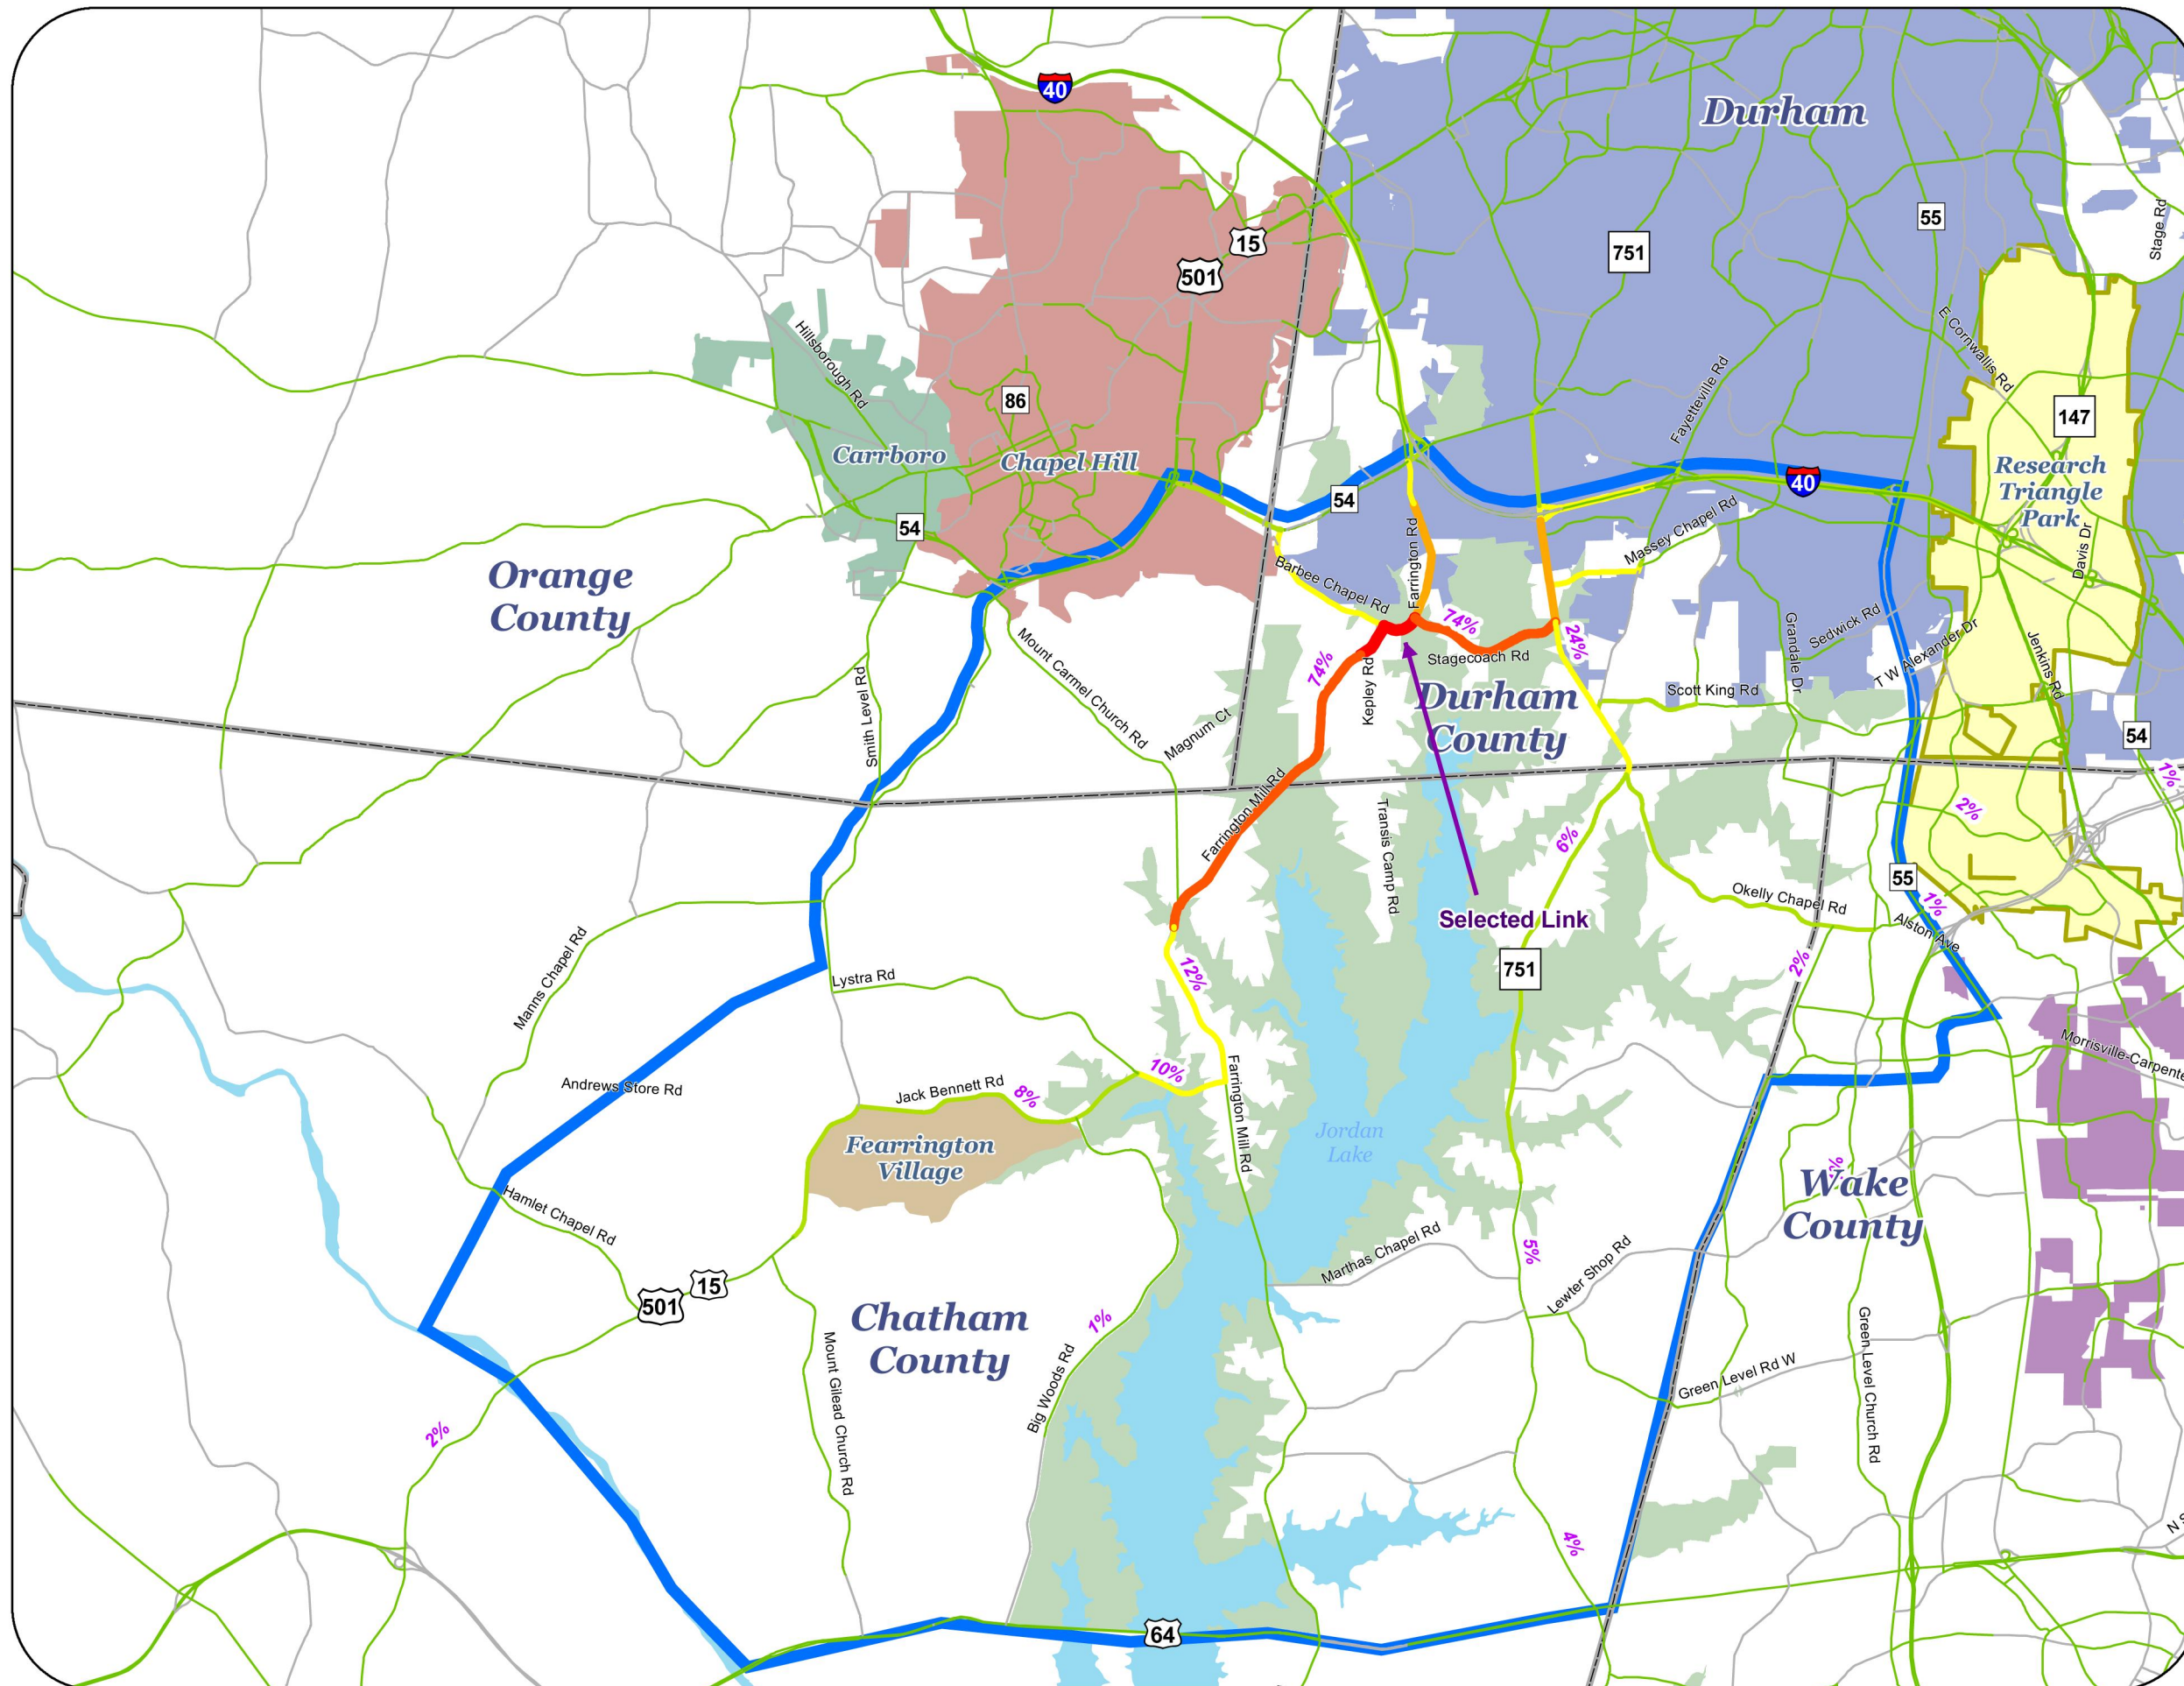 40
Durham
Stage Rd
55
15
751
501
E Cornwallis Rd
Hillsborough Rd
Fayetteville Rd
86
147
Carrboro
Chapel Hill
Research
Triangle
Park
40
54
54
Massey Chapel Rd
Farrington Rd
Davis Dr
Orange
County
Barbee Chapel Rd
74%
24%
Grandale Dr
Sedwick Rd
T W Alexander Dr
Jenkins Rd
Mount Carmel Church Rd
74%
Stagecoach Rd
Smith Level Rd
Kepley Rd
Scott King Rd
Magnum Ct
Durham
County
54
1%
Farrington Mill Rd
Transis Camp Rd
6%
2%
55
Okelly Chapel Rd
1%
Selected Link
Alston Ave
Manns Chapel Rd
Lystra Rd
12%
751
2%
Andrews Store Rd
Jack Bennett Rd
8%
10%
Farrington Mill Rd
Morrisville-Carpente
Fearrington
Village
Jordan
Lake
Wake
County
Hamlet Chapel Rd
Marthas Chapel Rd
5%
Lewter Shop Rd
501
15
Chatham
County
1%
Mount Gilead Church Rd
Big Woods Rd
Green Level Rd W
Green Level Church Rd
2%
4%
N S
64